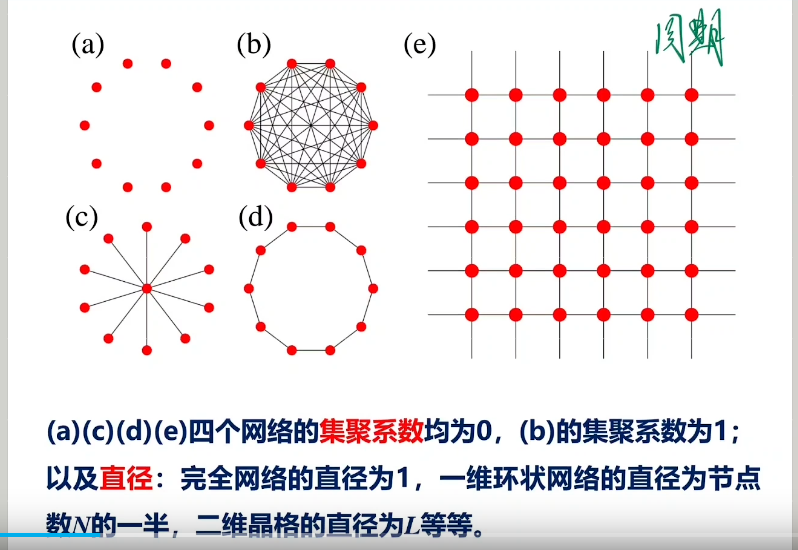 (a)
(b)
(e)
周期
(c)
(d)
(a)(c)(d)(e)四个网络的集聚系数均为0，(b)的集聚系数为1；
以及直径：完全网络的直径为1，一维环状网络的直径为节点
数N的一半，二维晶格的直径为L等等。